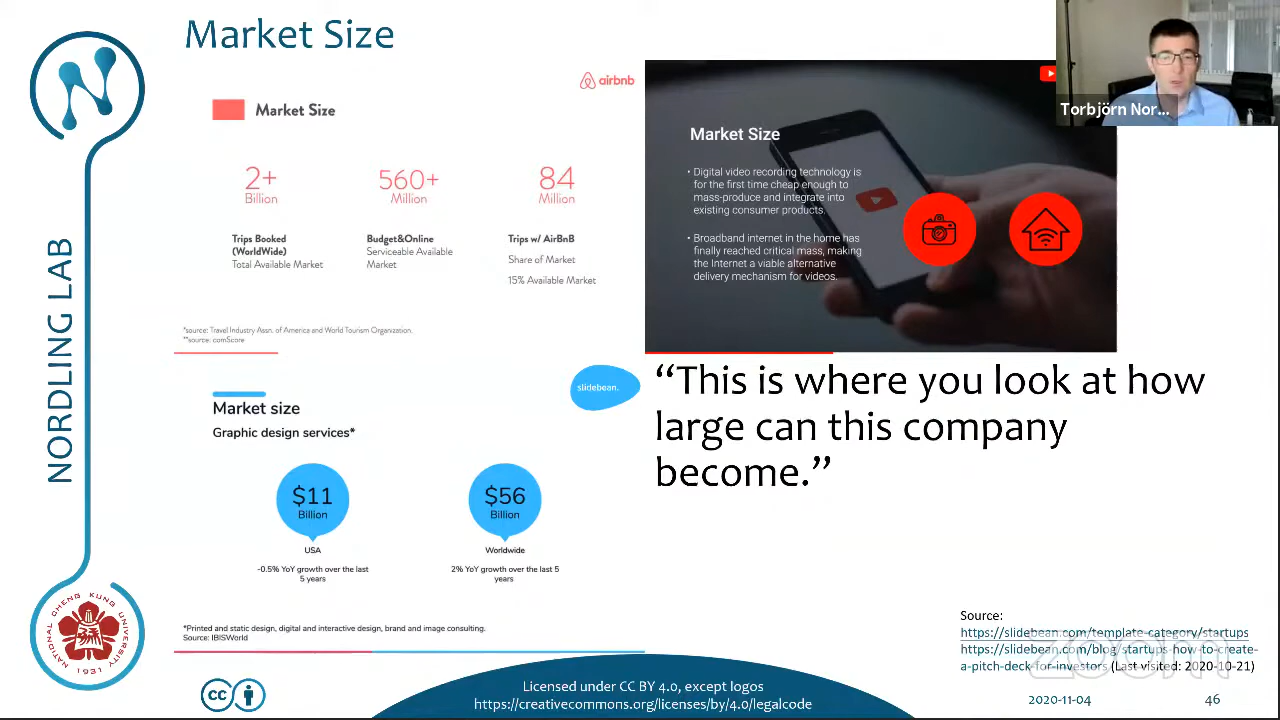 Market Size
NORDLING LAB
airbnb
Market Size
2+
Billion
560+
Million
84
Million
Trips Booked
(WorldWide)
Total Available Market
Budget&Online
Serviceable Available
Market
Trips w/ AirBnB
Share of Market
15% Available Market
*source: Travel Industry Assn. of America and World Tourism Organization.
**source: comScore
Market Size
• Digital video recording technology is
for the first time cheap enough to
mass-produce and integrate into
existing consumer products.
• Broadband internet in the home has
finally reached critical mass, making
the Internet a viable alternative
delivery mechanism for videos.
Torbjörn Nor...
slidebean.
Market size
Graphic design services*
$11
Billion
USA
-0.5% YoY growth over the last
5 years
$56
Billion
Worldwide
2% YoY growth over the last 5
years
*Printed and static design, digital and interactive design, brand and image consulting.
Source: IBISWorld
“This is where you look at how
large can this company
become.”
Source:
https://slidebean.com/template-category/startups
https://slidebean.com/blog/startups-how-to-create-
a-pitch-deck-for-investors (Last visited: 2020-10-21)
zoom
NATIONAL CHENG KUNG UNIVERSITY
1931
cc
Licensed under CC BY 4.0, except logos
https://creativecommons.org/licenses/by/4.0/legalcode
2020-11-04
46